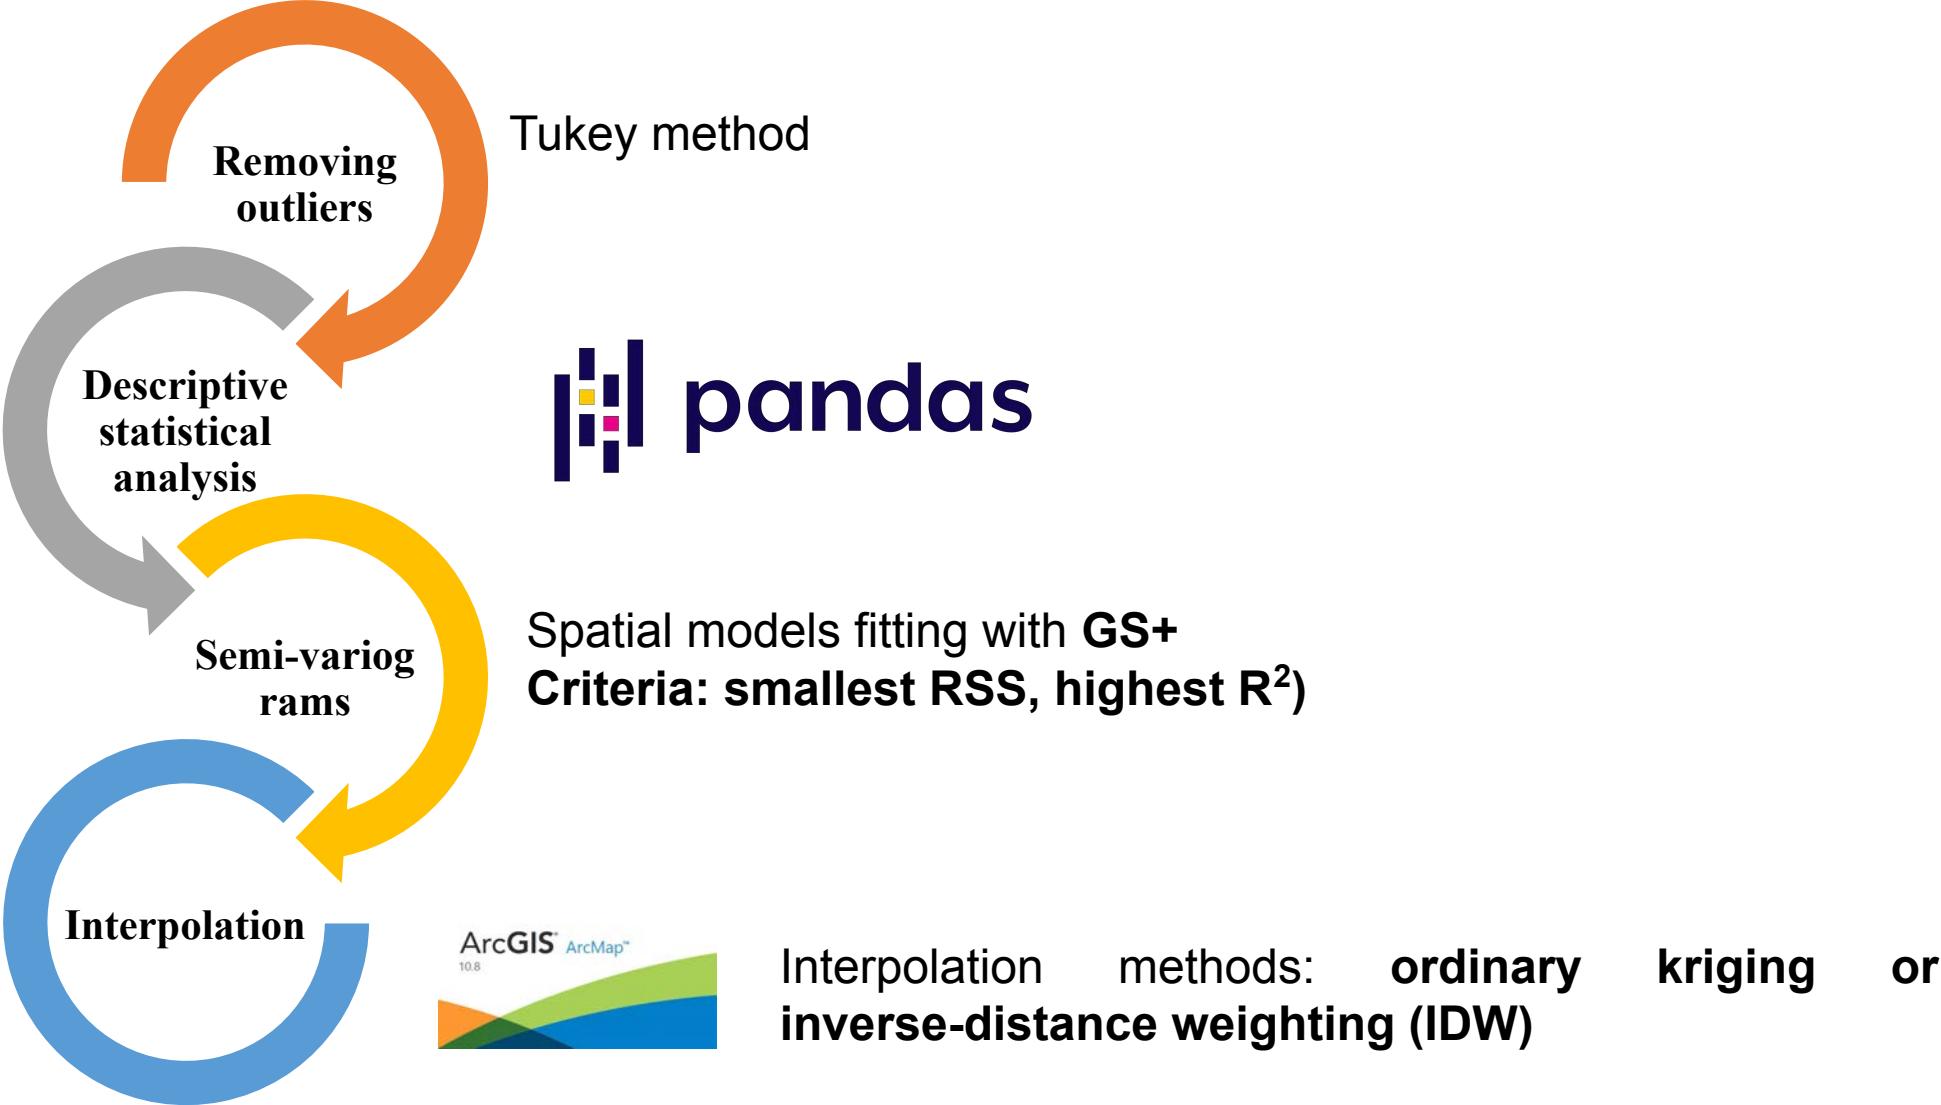 Removing
outliers
Tukey method
Descriptive
statistical
analysis
pandas
Semi-variog
rams
Spatial models fitting with GS+
Criteria: smallest RSS, highest R²)
Interpolation
ArcGIS® ArcMap™
10.8
Interpolation methods: ordinary kriging or
inverse-distance weighting (IDW)